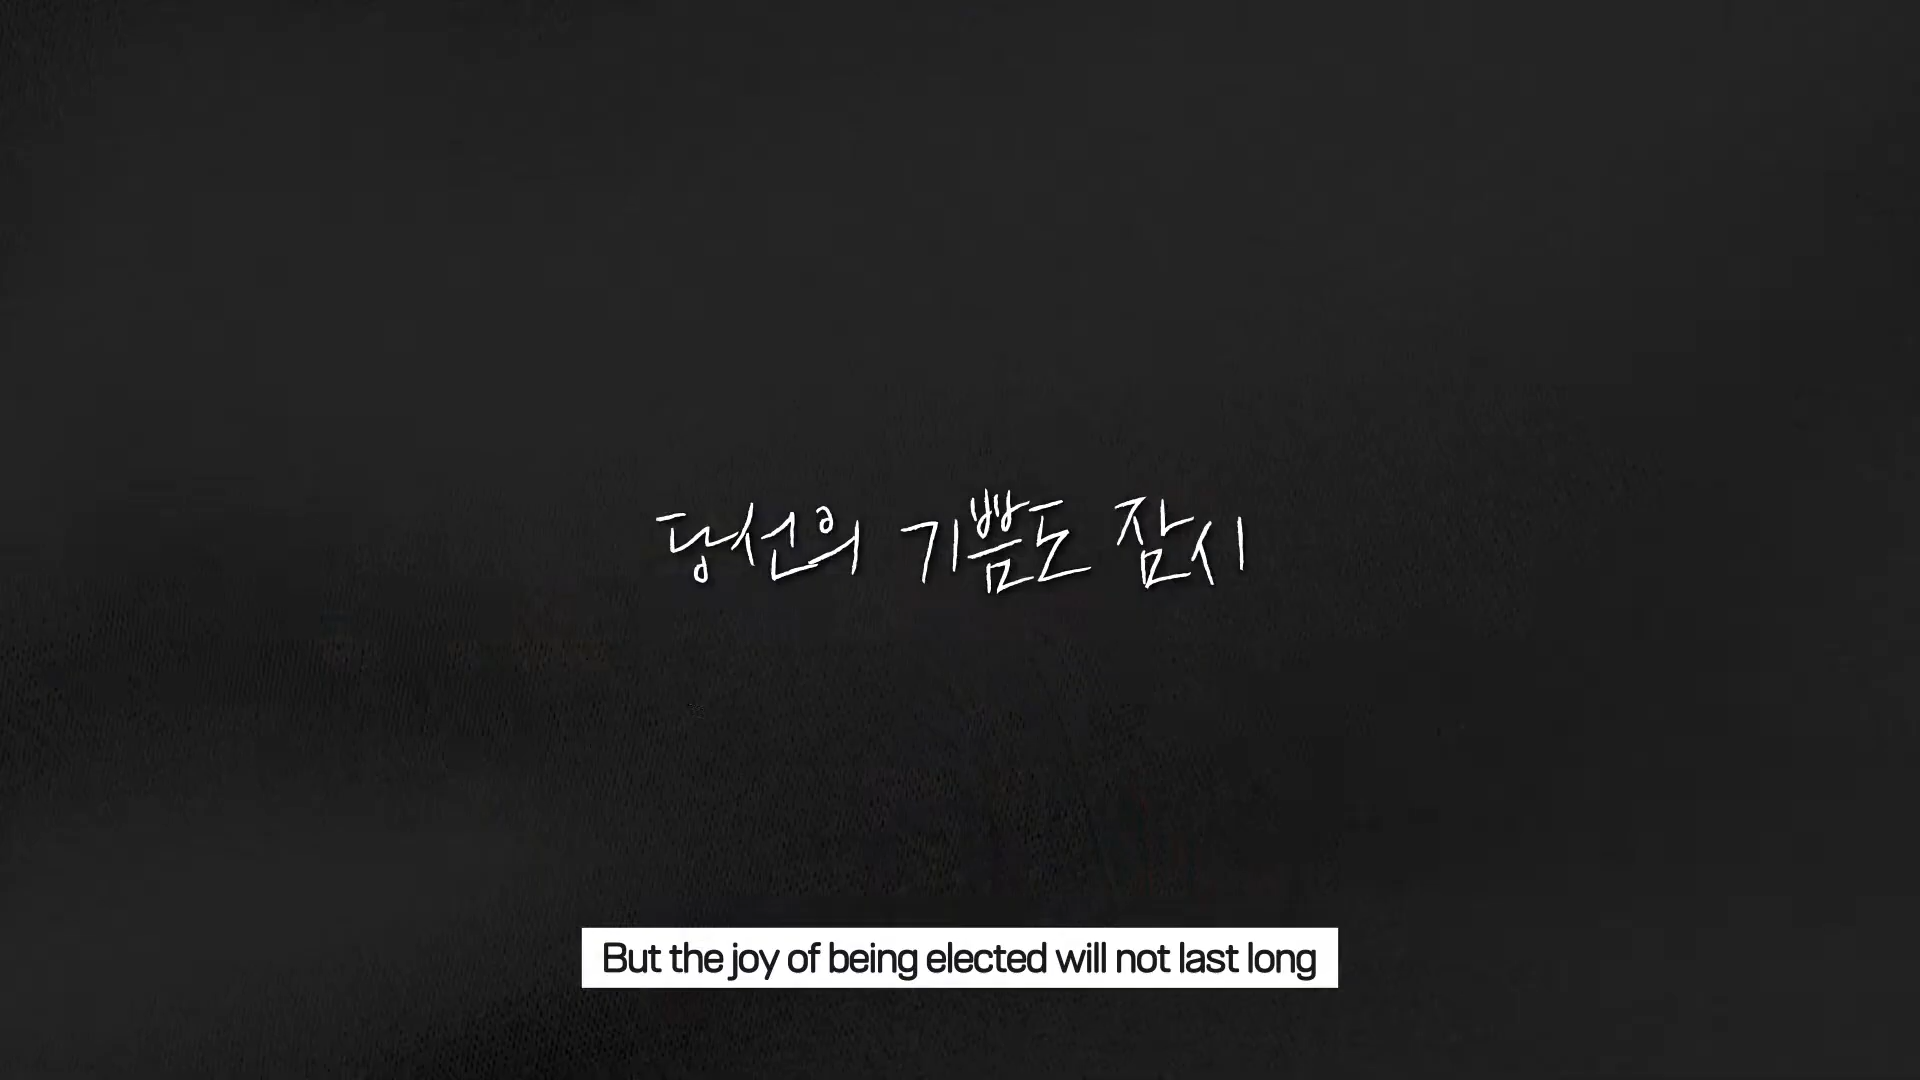 당선의 기쁨도 잠시
But the joy of being elected will not last long